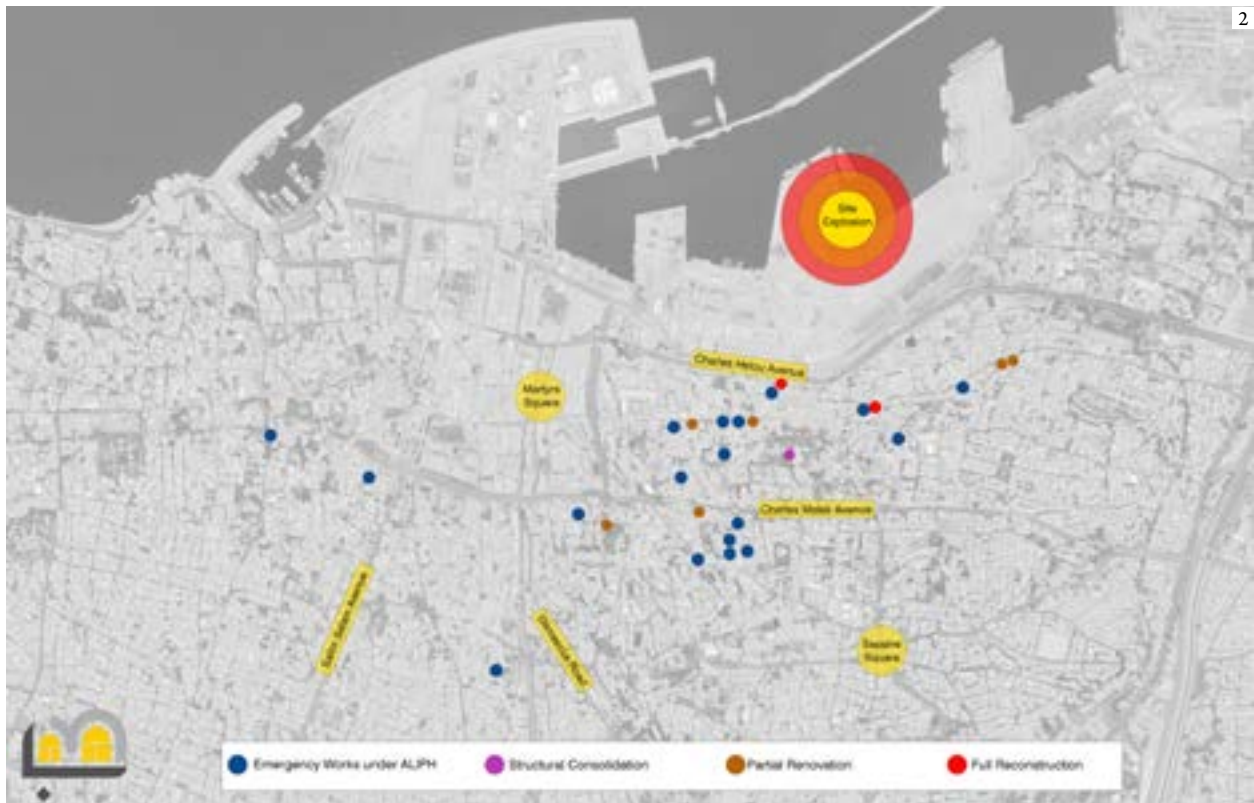 2
Site
Explosion
Charles Helou Avenue
Martyrs
Square
Charles Malek Avenue
Salim Salam Avenue
Damascus Road
Sassine
Square
Emergency Works under ALIPH
Structural Consolidation
Partial Renovation
Full Reconstruction